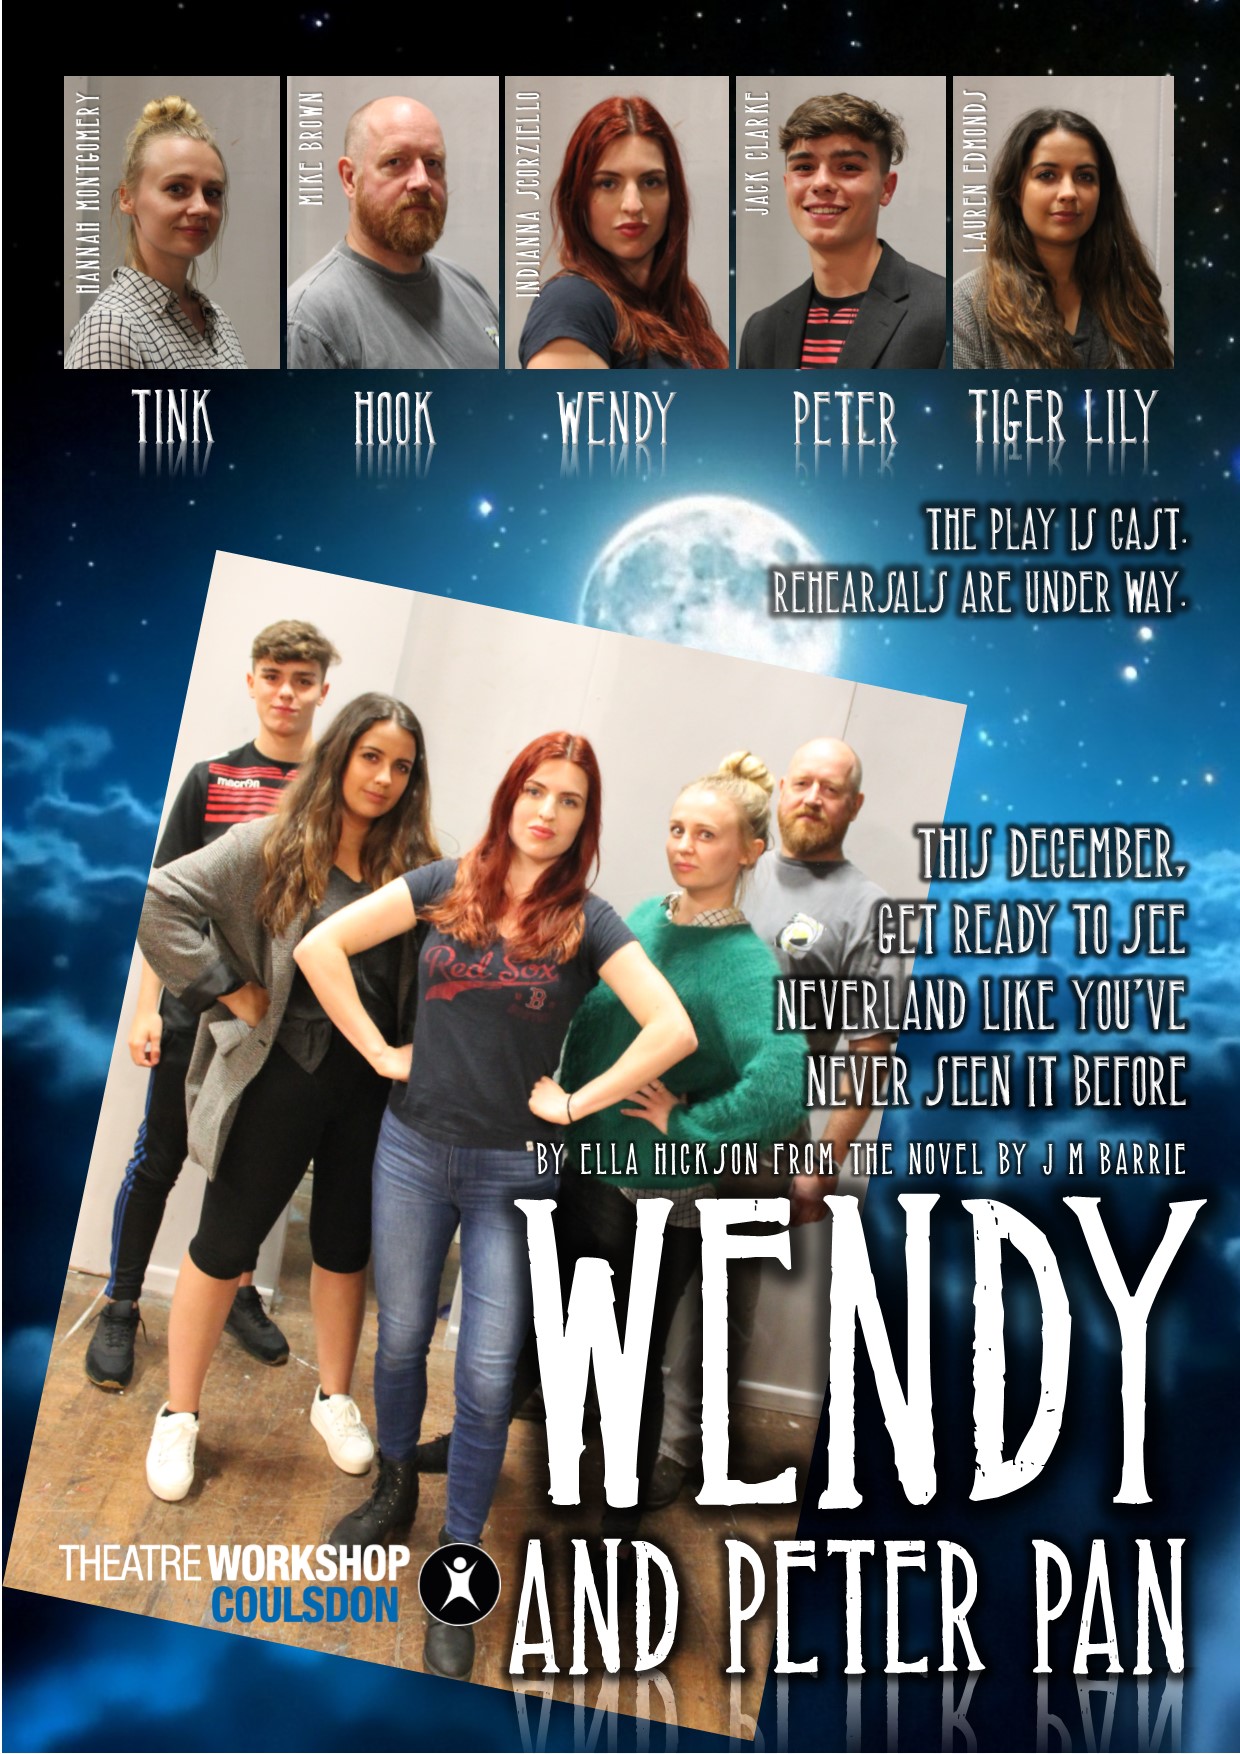 HANNAH MONTGOMERY
MIKE BROWN
INDIANNA SCORZIELLO
JACK CLARKE
LAUREN EDMONDS
TINK
HOOK
WENDY
PETER
TIGER LILY
THE PLAY IS CAST.
REHEARSALS ARE UNDER WAY.
macron
Red Sox
B
THIS DECEMBER,
GET READY TO SEE
NEVERLAND LIKE YOU'VE
NEVER SEEN IT BEFORE
BY ELLA HICKSON FROM THE NOVEL BY J M BARRIE
WENDY
AND PETER PAN
THEATRE WORKSHOP
COULSDON